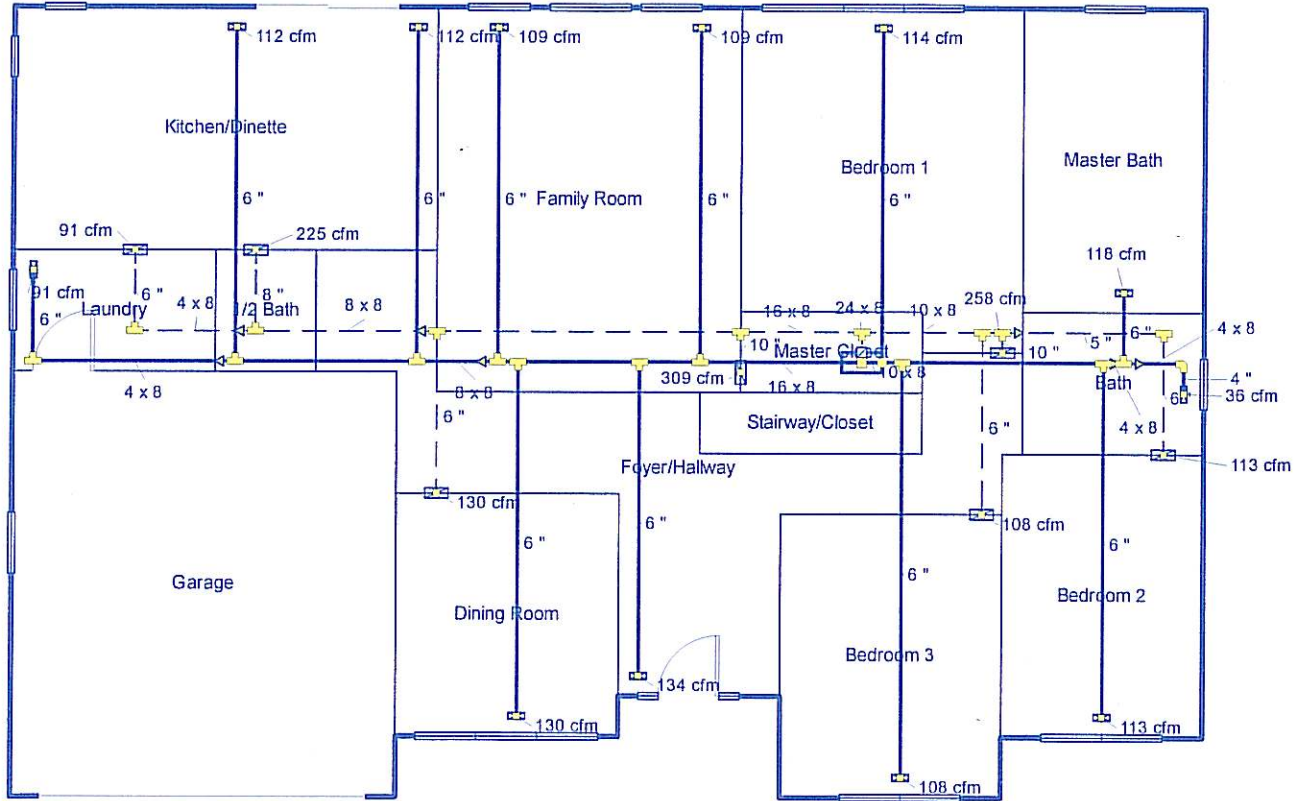 112 cfm
112 cfm
109 cfm
109 cfm
114 cfm
Kitchen/Dinette
Master Bath
Bedroom 1
6 "
6 "
6 "
Family Room
6 "
6 "
91 cfm
225 cfm
118 cfm
91 cfm
6 "
Laundry
6 "
4 x 8
8 "
1/2 Bath
8 x 8
16 x 8
24 x 8
10 x 8
258 cfm
10 "
Master Closet
5 "
6 "
4 x 8
10 "
4 x 8
8 x 8
309 cfm
16 x 8
10 x 8
Bath
4 "
36 cfm
6
6 "
Stairway/Closet
6 "
4 x 8
Foyer/Hallway
113 cfm
130 cfm
108 cfm
6 "
6 "
6 "
6 "
Garage
Dining Room
Bedroom 2
Bedroom 3
134 cfm
130 cfm
113 cfm
108 cfm